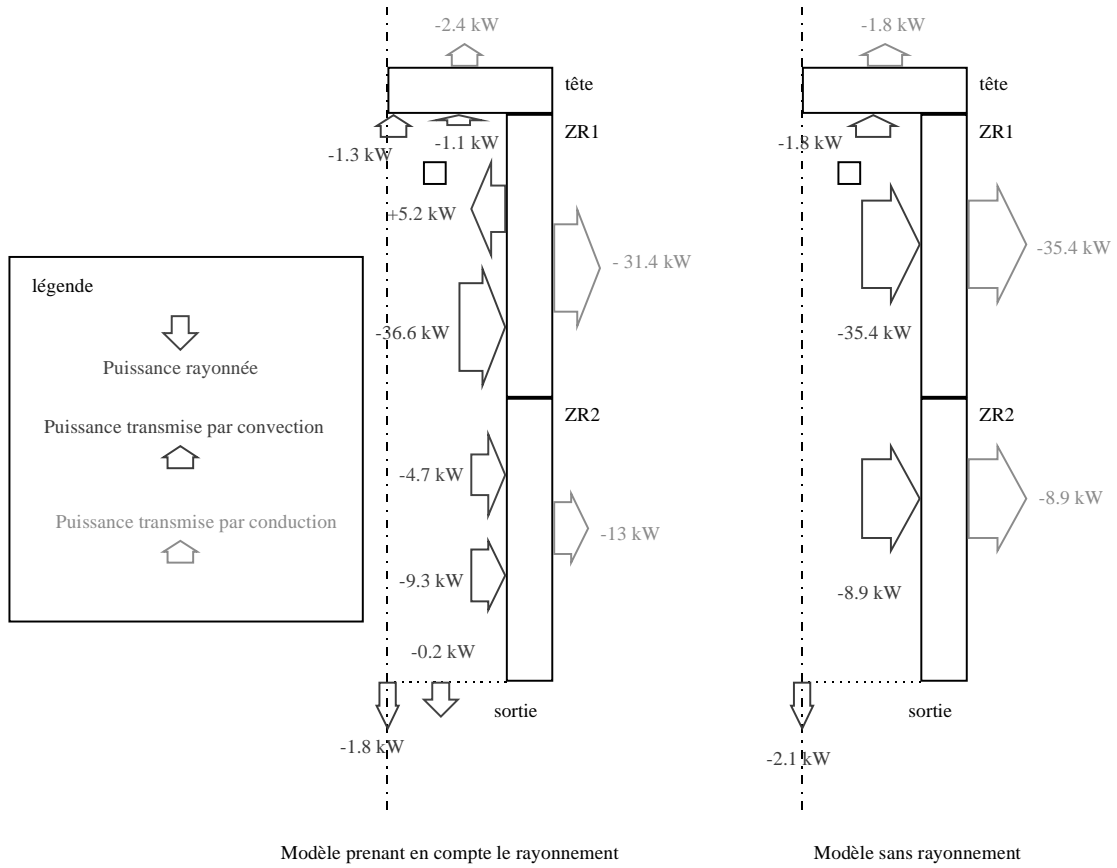 -2.4 kW
tête
ZR1
-1.3 kW
-1.1 kW
+5.2 kW
- 31.4 kW
-36.6 kW
ZR2
-4.7 kW
-13 kW
-9.3 kW
-0.2 kW
sortie
-1.8 kW
légende
Puissance rayonnée
Puissance transmise par convection
Puissance transmise par conduction
Modèle prenant en compte le rayonnement
-1.8 kW
tête
ZR1
-1.8 kW
-35.4 kW
-35.4 kW
ZR2
-8.9 kW
-8.9 kW
sortie
-2.1 kW
Modèle sans rayonnement